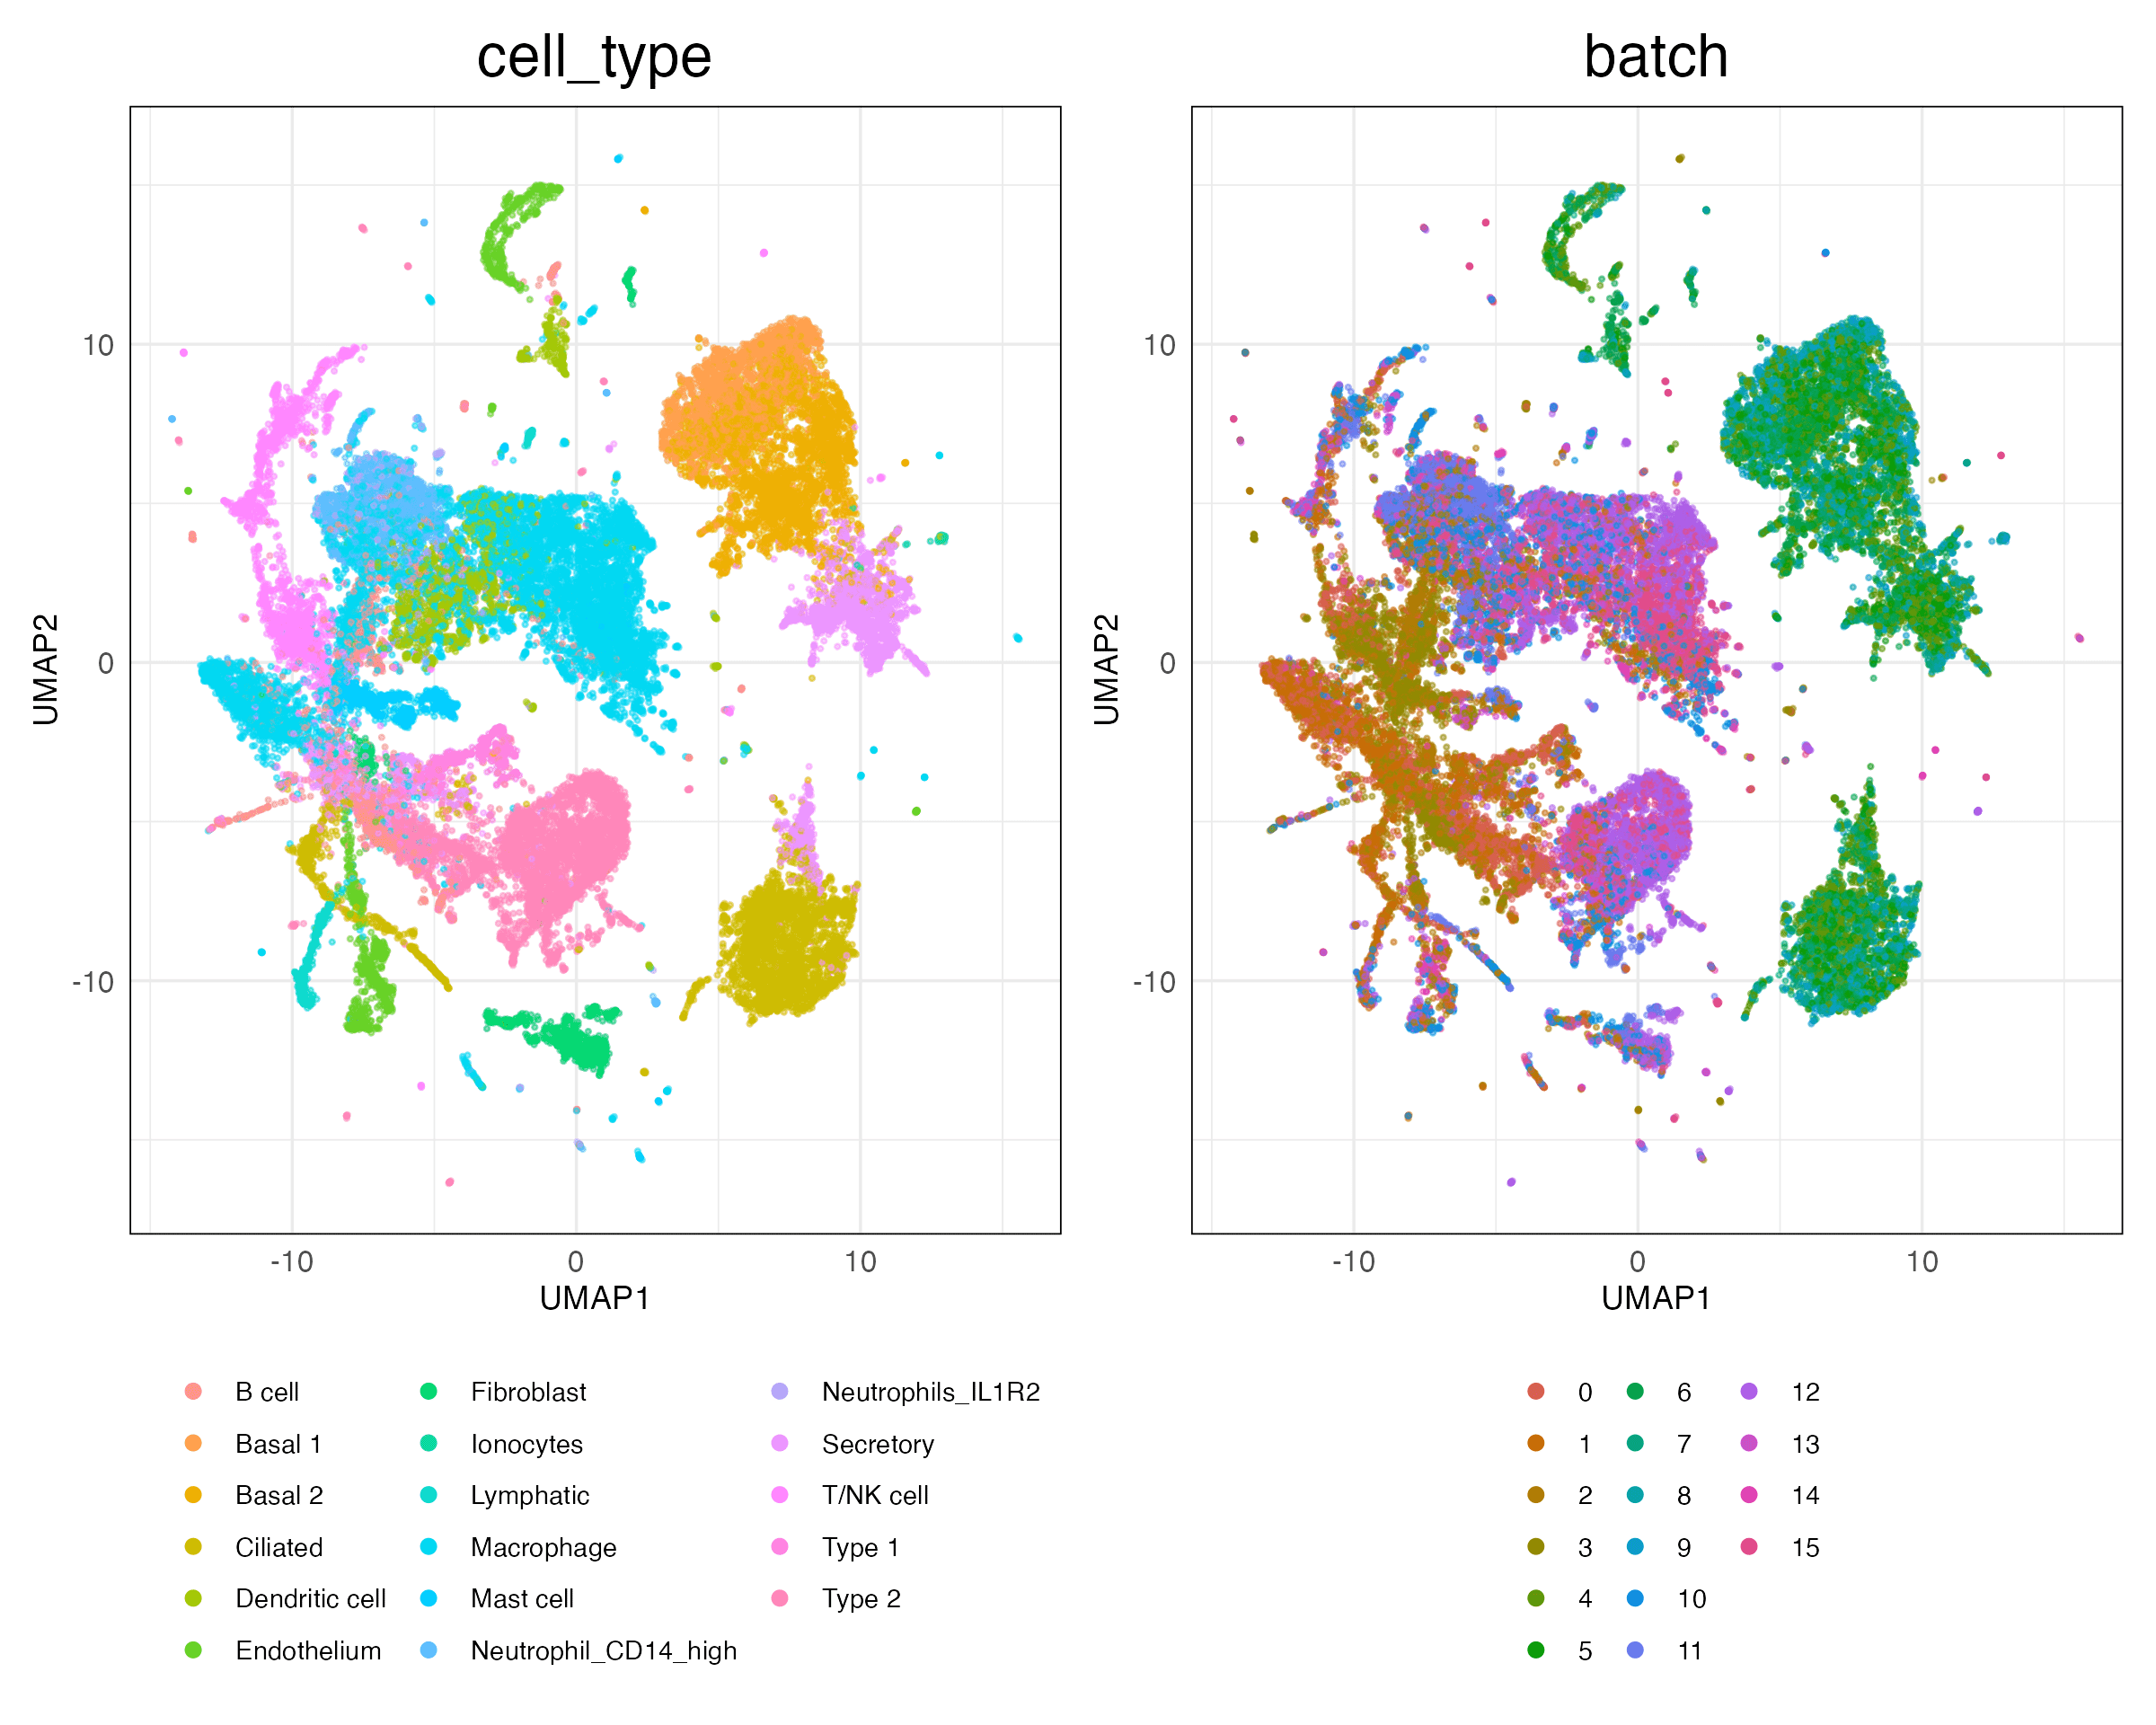 cell_type
batch
10
0
-10
UMAP2
-10 0 10
UMAP1
10
0
-10
UMAP2
-10 0 10
UMAP1
B cell Fibroblast Neutrophils_IL1R2
Basal 1 Ionocytes Secretory
Basal 2 Lymphatic T/NK cell
Ciliated Macrophage Type 1
Dendritic cell Mast cell Type 2
Endothelium Neutrophil_CD14_high
0 6 12
1 7 13
2 8 14
3 9 15
4 10
5 11